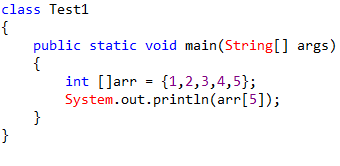 class Test1
{
    public static void main(String[] args)
    {
        int []arr = {1,2,3,4,5};
        System.out.println(arr[5]);
    }
}